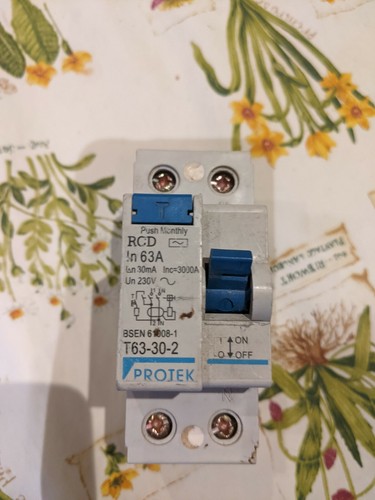 T
Push Monthly
RCD
In 63A
I∆n 30mA Inc=3000A
Un 230V ~
BSEN 61008-1
T63-30-2
PROTEK
I ON
O OFF
N